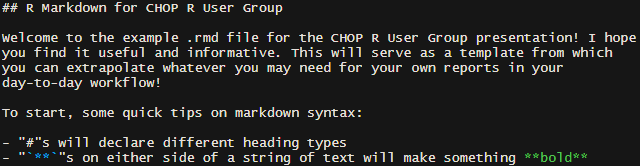 ## R Markdown for CHOP R User Group
Welcome to the example .rmd file for the CHOP R User Group presentation! I hope
you find it useful and informative. This will serve as a template from which
you can extrapolate whatever you may need for your own reports in your
day-to-day workflow!
To start, some quick tips on markdown syntax:
- "#"s will declare different heading types
- "`**`"s on either side of a string of text will make something **bold**